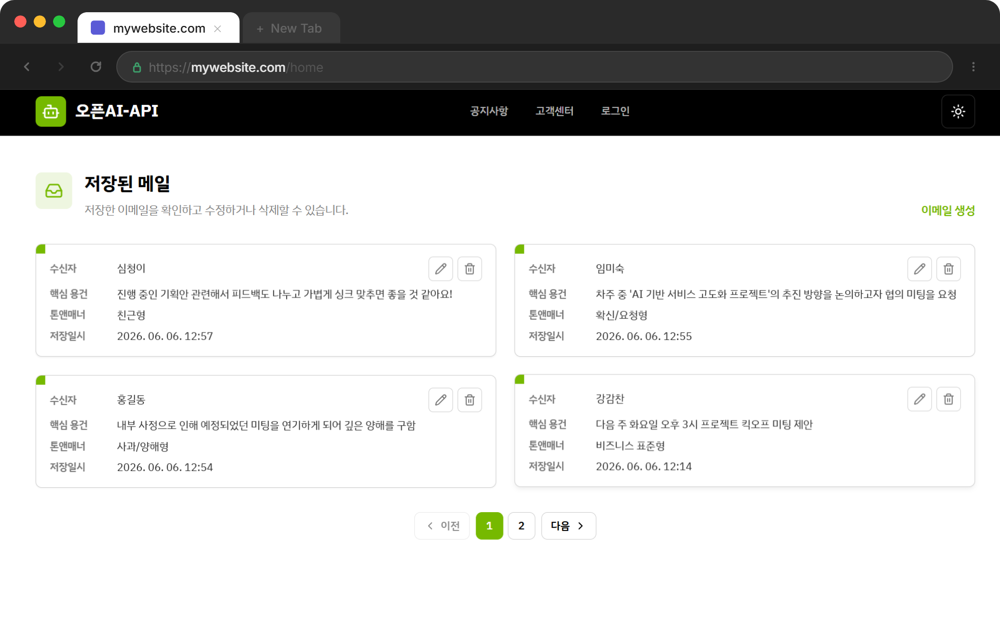 mywebsite.com
+ New Tab
https://mywebsite.com/home
오픈AI-API
공지사항
고객센터
로그인
저장된 메일
저장한 이메일을 확인하고 수정하거나 삭제할 수 있습니다.
이메일 생성
수신자 심청이
핵심 용건 진행 중인 기획안 관련해서 피드백도 나누고 가볍게 싱크 맞추면 좋을 것 같아요!
톤앤매너 친근형
저장일시 2026. 06. 06. 12:57
수신자 임미숙
핵심 용건 차주 중 'AI 기반 서비스 고도화 프로젝트'의 추진 방향을 논의하고자 협의 미팅을 요청
톤앤매너 확신/요청형
저장일시 2026. 06. 06. 12:55
수신자 홍길동
핵심 용건 내부 사정으로 인해 예정되었던 미팅을 연기하게 되어 깊은 양해를 구함
톤앤매너 사과/양해형
저장일시 2026. 06. 06. 12:54
수신자 강감찬
핵심 용건 다음 주 화요일 오후 3시 프로젝트 킥오프 미팅 제안
톤앤매너 비즈니스 표준형
저장일시 2026. 06. 06. 12:14
이전 1 2 다음